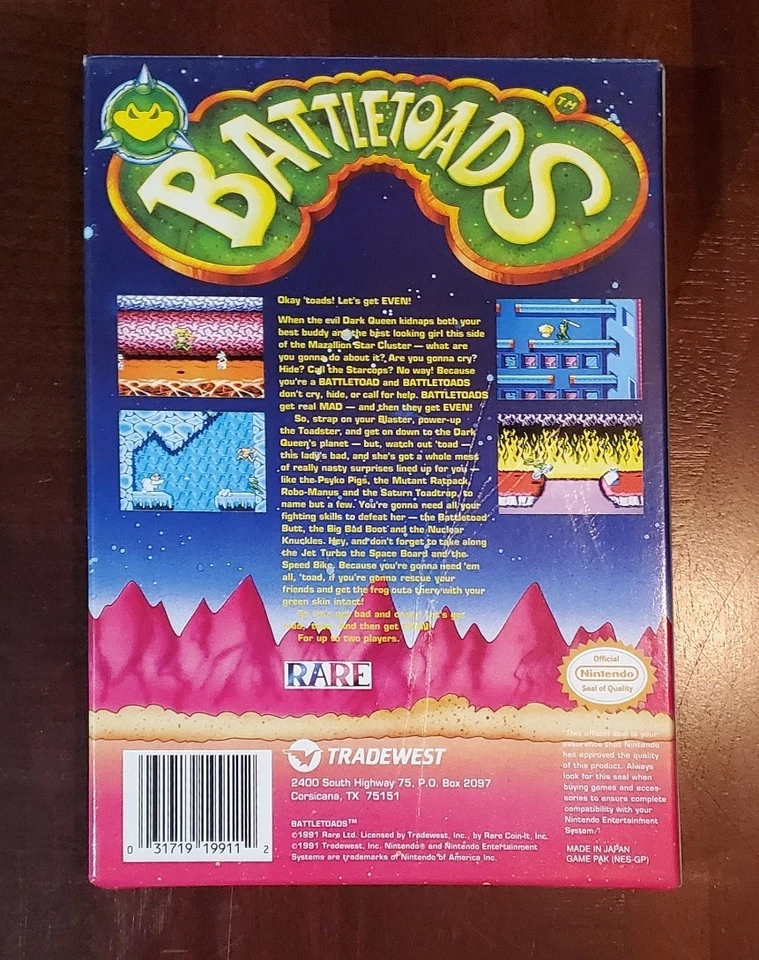 BATTLETOADS
TM
Okay 'toads! Let's get EVEN!
When the evil Dark Queen kidnaps both your
best buddy and the best looking girl this side
of the Mazallion Star Cluster — what are
you gonna do about it? Are you gonna cry?
Hide? Call the Starcops? No way! Because
you're a BATTLETOAD and BATTLETOADS
don't cry, hide, or call for help. BATTLETOADS
get real MAD — and then they get EVEN!
So, strap on your Blaster, power-up
the Toadster, and get on down to the Dark
Queen's planet — but, watch out 'toad —
this lady's bad, and she's got a whole mess
of really nasty surprises lined up for you —
like the Psyko Pigs, the Mutant Ratpack,
Robo-Manus and the Saturn Toadtrap, to
name but a few. You're gonna need all your
fighting skills to defeat her — the Battletoad
Butt, the Big Bad Boot and the Nuclear
Knuckles. Hey, and don't forget to take along
the Jet Turbo the Space Board and the
Speed Bike. Because you're gonna need 'em
all, 'toad, if you're gonna rescue your
friends and get the frog outa there with your
green skin intact!
get bad and let's get
and then get
For up to two players.
RARE
Official
Nintendo
Seal of Quality
®
This official seal is your
assurance that Nintendo
has approved the quality
of this product. Always
look for this seal when
buying games and acces-
sories to ensure complete
compatibility with your
Nintendo Entertainment
System.
MADE IN JAPAN
GAME PAK (NES-GP)
TRADEWEST
2400 South Highway 75, P.O. Box 2097
Corsicana, TX 75151
BATTLETOADS™
©1991 Rare Ltd. Licensed by Tradewest, Inc., by Rare Coin-It, Inc.
©1991 Tradewest, Inc. Nintendo® and Nintendo Entertainment
Systems are trademarks of Nintendo of America Inc.
0 31719 19911 2